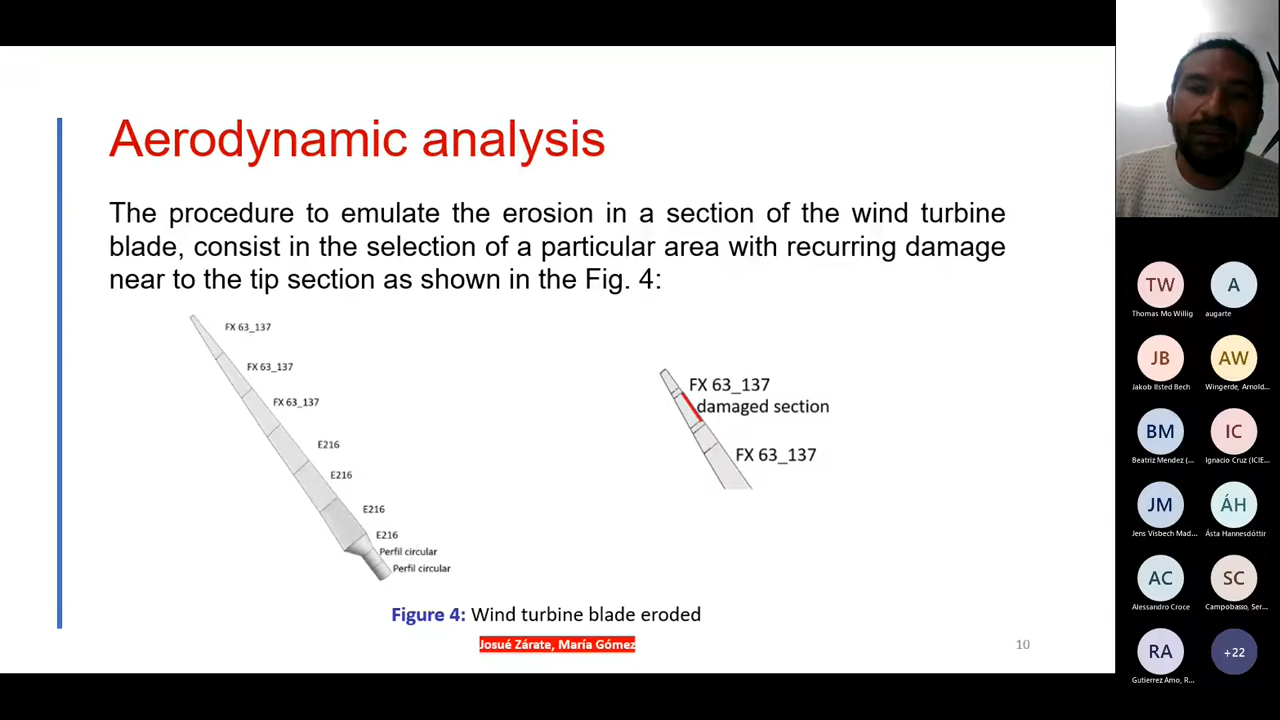 Aerodynamic analysis
The procedure to emulate the erosion in a section of the wind turbine
blade, consist in the selection of a particular area with recurring damage
near to the tip section as shown in the Fig. 4:
FX 63_137
FX 63_137
FX 63_137
E216
E216
E216
E216
Perfil circular
Perfil circular
FX 63_137
damaged section
FX 63_137
Figure 4: Wind turbine blade eroded
Josué Zárate, María Gómez
10
TW
A
Thomas Mo Willig
augarte
JB
AW
Jakob Ilsted Bech
Wingerde, Arnold...
BM
IC
Beatriz Mendez (...
Ignacio Cruz (ICIE...
JM
ÁH
Jens Visbech Mad...
Ásta Hannesdóttir
AC
SC
Alessandro Croce
Campobasso, Ser...
RA
+22
Gutierrez Amo, R...